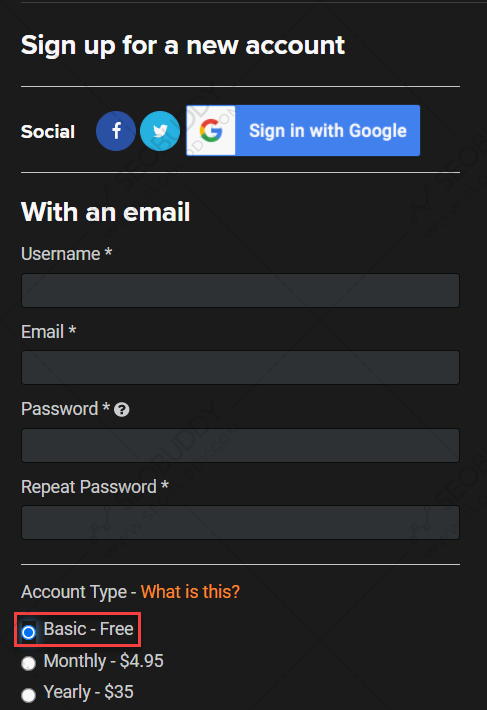 Sign up for a new account
Social f Sign in with Google
With an email
Username *
Email *
Password * ?
Repeat Password *
Account Type - What is this?
Basic - Free
Monthly - $4.95
Yearly - $35